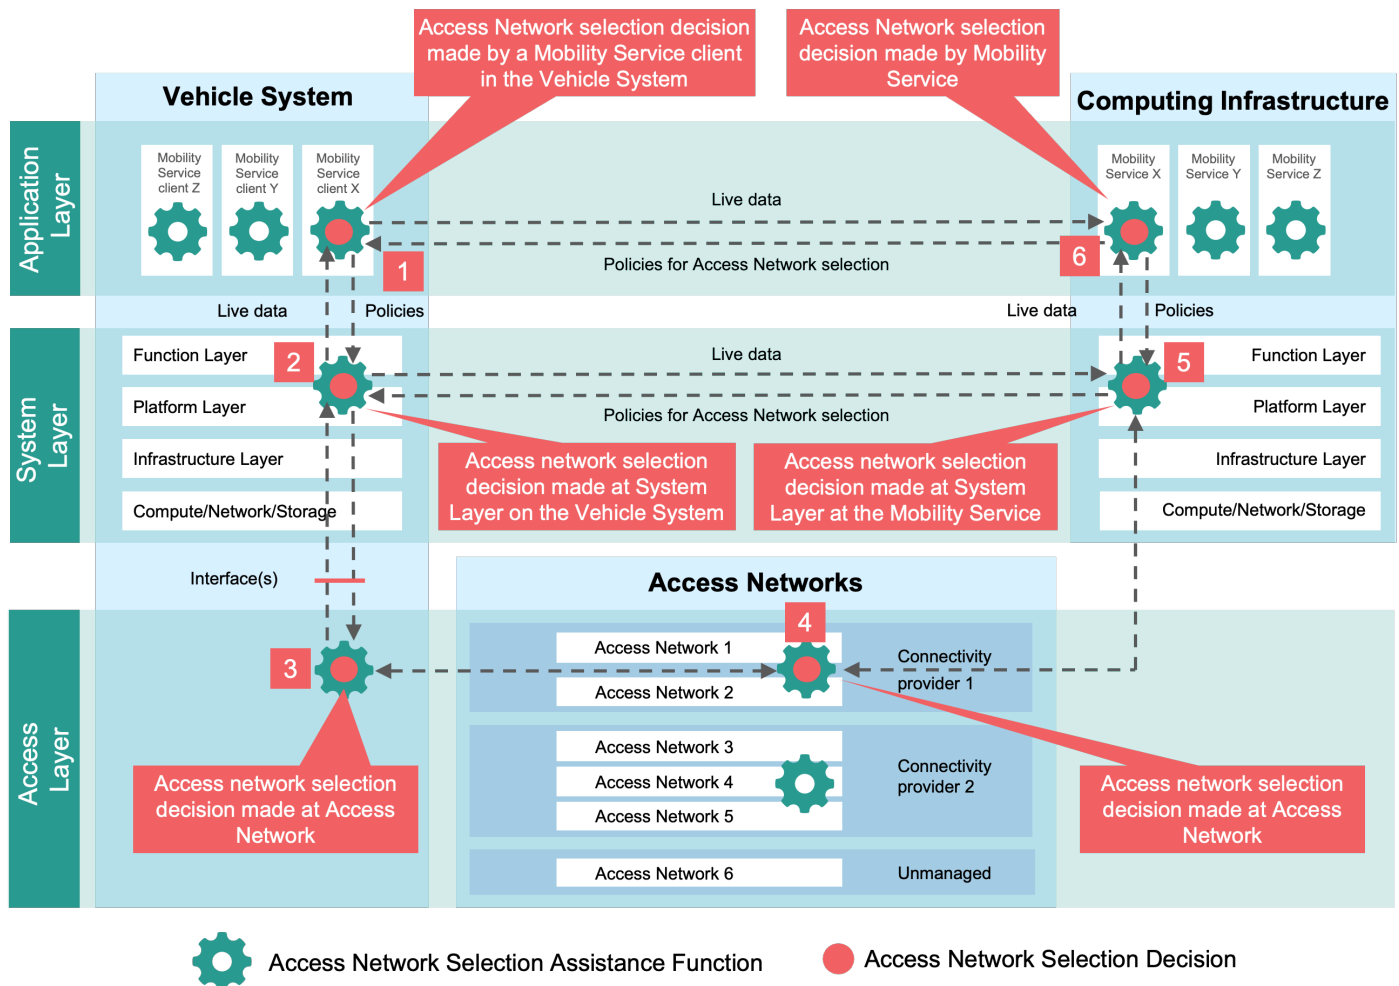 Access Network selection decision
made by a Mobility Service client
in the Vehicle System
Access Network selection
decision made by Mobility
Service
Vehicle System
Computing Infrastructure
Application
Layer
Mobility
Service
client Z
Mobility
Service
client Y
Mobility
Service
client X
Mobility
Service X
Mobility
Service Y
Mobility
Service Z
Live data
Policies for Access Network selection
1
6
Live data
Policies
Live data
Policies
System
Layer
Function Layer
Platform Layer
Infrastructure Layer
Compute/Network/Storage
2
Live data
Policies for Access Network selection
5
Function Layer
Platform Layer
Infrastructure Layer
Compute/Network/Storage
Access network selection
decision made at System
Layer on the Vehicle System
Access network selection
decision made at System
Layer at the Mobility Service
Interface(s)
Access Networks
Access
Layer
3
4
Access Network 1
Access Network 2
Connectivity
provider 1
Access Network 3
Access Network 4
Access Network 5
Connectivity
provider 2
Access Network 6
Unmanaged
Access network selection
decision made at Access
Network
Access network selection
decision made at Access
Network
Access Network Selection Assistance Function
Access Network Selection Decision